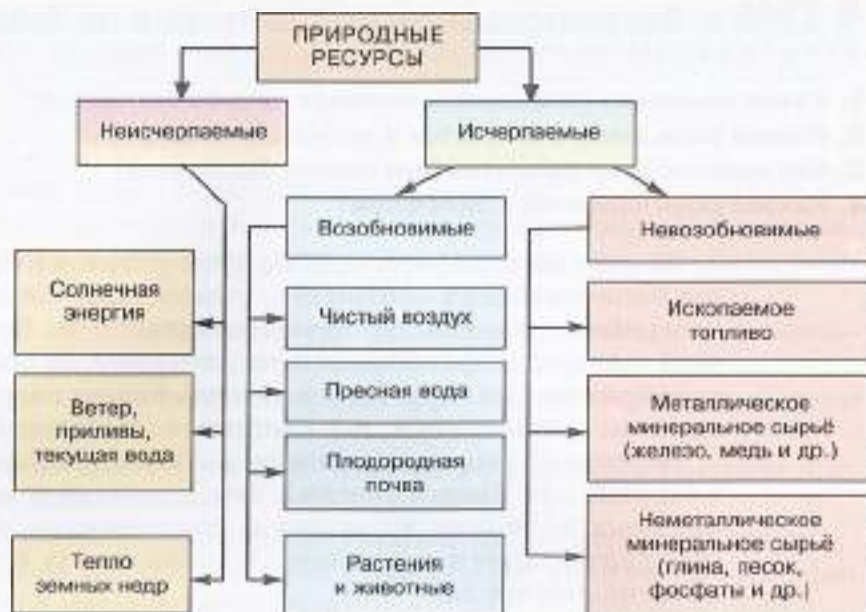 ПРИРОДНЫЕ
РЕСУРСЫ
Неисчерпаемые
Исчерпаемые
Возобновимые
Невозобновимые
Солнечная
энергия
Чистый воздух
Ископаемое
топливо
Ветер,
приливы,
текущая вода
Пресная вода
Металлическое
минеральное сырьё
(железо, медь и др.)
Плодородная
почва
Тепло
земных недр
Растения
и животные
Неметаллическое
минеральное сырьё
(глина, песок,
фосфаты и др.)